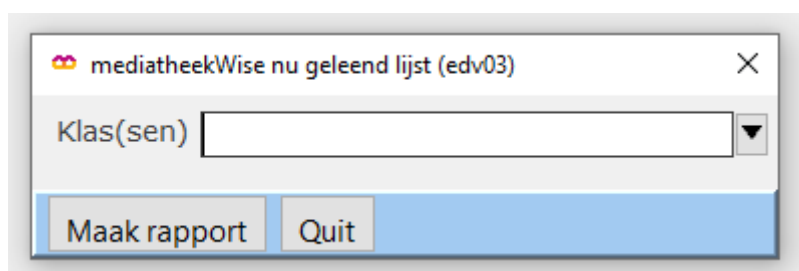 mediatheekWise nu geleend lijst (edv03)
Klas(sen)
Maak rapport Quit